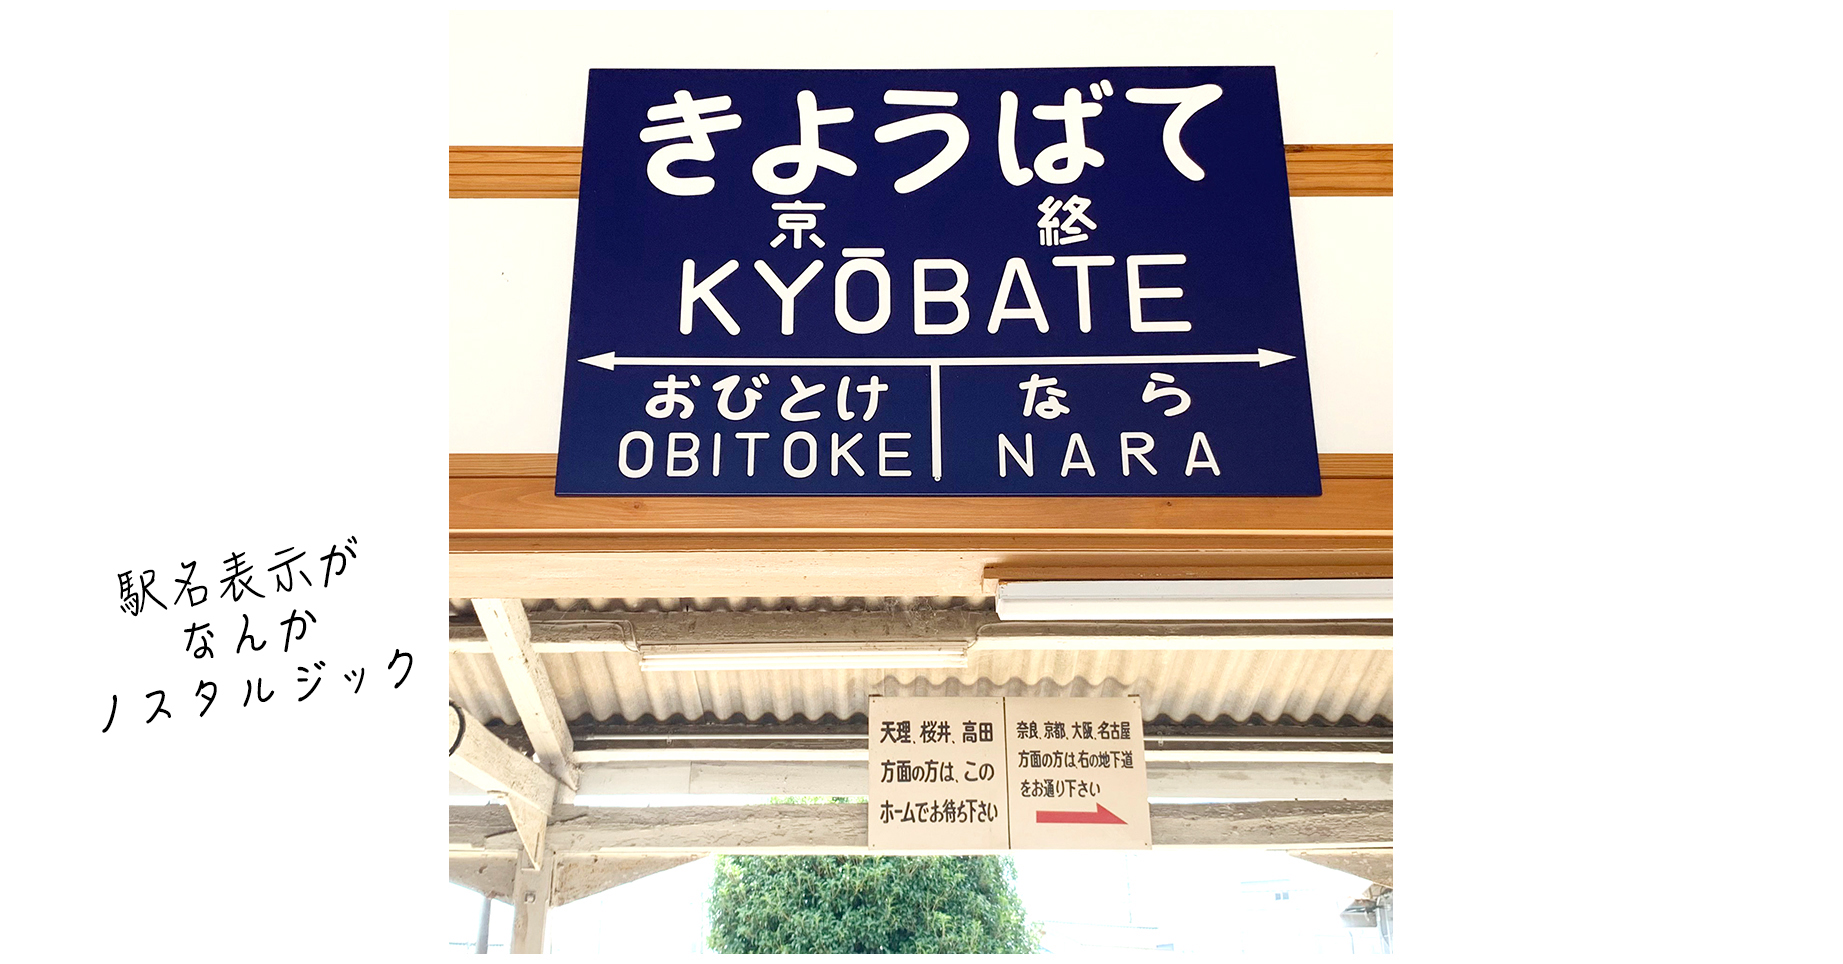 きようばて
京 終
KYŌBATE
おびとけ
OBITOKE
なら
NARA
駅名表示が
なんか
ノスタルジック
天理、桜井、高田
方面の方は、この
ホームでお待ち下さい
奈良、京都、大阪、名古屋
方面の方は、右の地下道
をお通り下さい